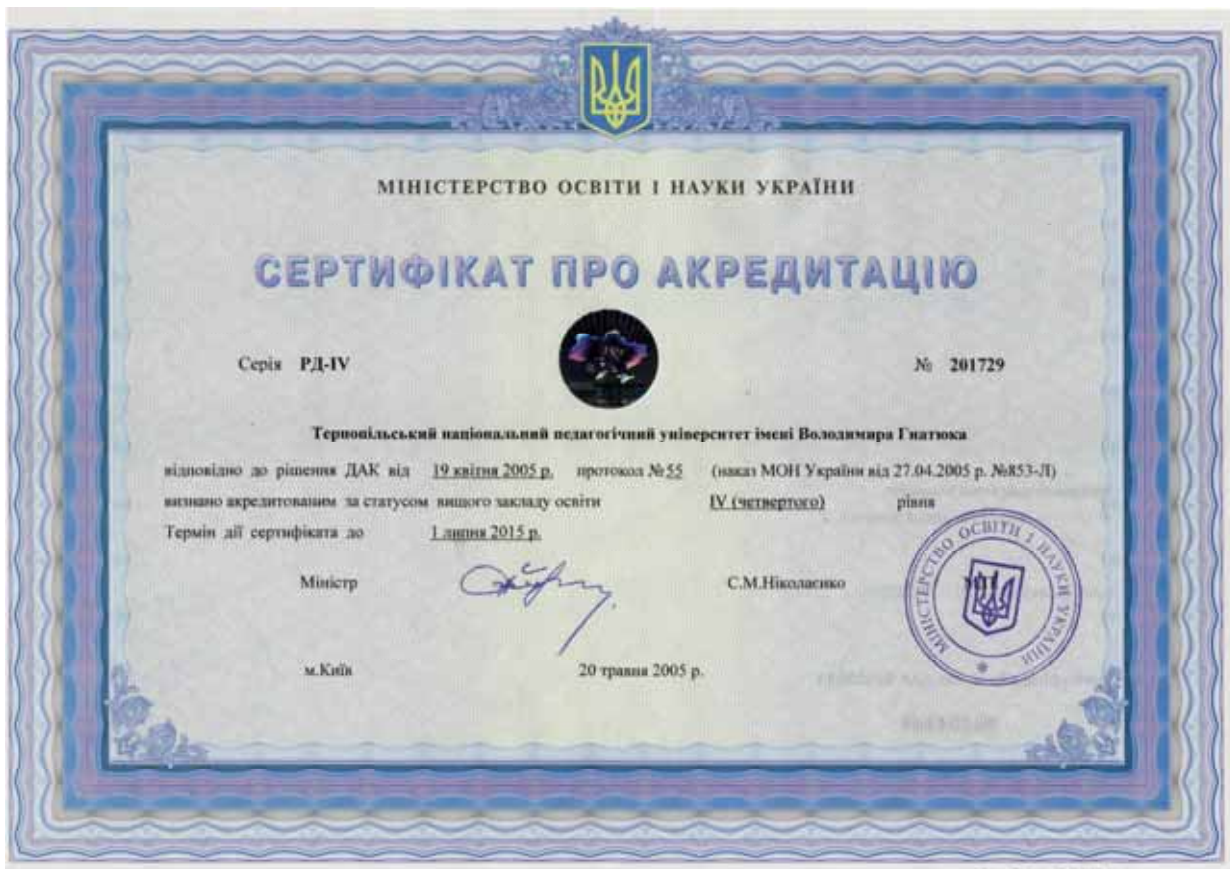 МІНІСТЕРСТВО ОСВІТИ І НАУКИ УКРАЇНИ
СЕРТИФІКАТ ПРО АКРЕДИТАЦІЮ
Серія РД-IV № 201729
Тернопільський національний педагогічний університет імені Володимира Гнатюка
відповідно до рішення ДАК від 19 квітня 2005 р. протокол №55 (наказ МОН України від 27.04.2005 р. №853-Л)
визнано акредитованим за статусом вищого закладу освіти IV (четвертого) рівня
Термін дії сертифіката до 1 липня 2015 р.
Міністр С.М.Ніколаєнко
МІНІСТЕРСТВО ОСВІТИ І НАУКИ УКРАЇНИ
м.Київ 20 травня 2005 р.